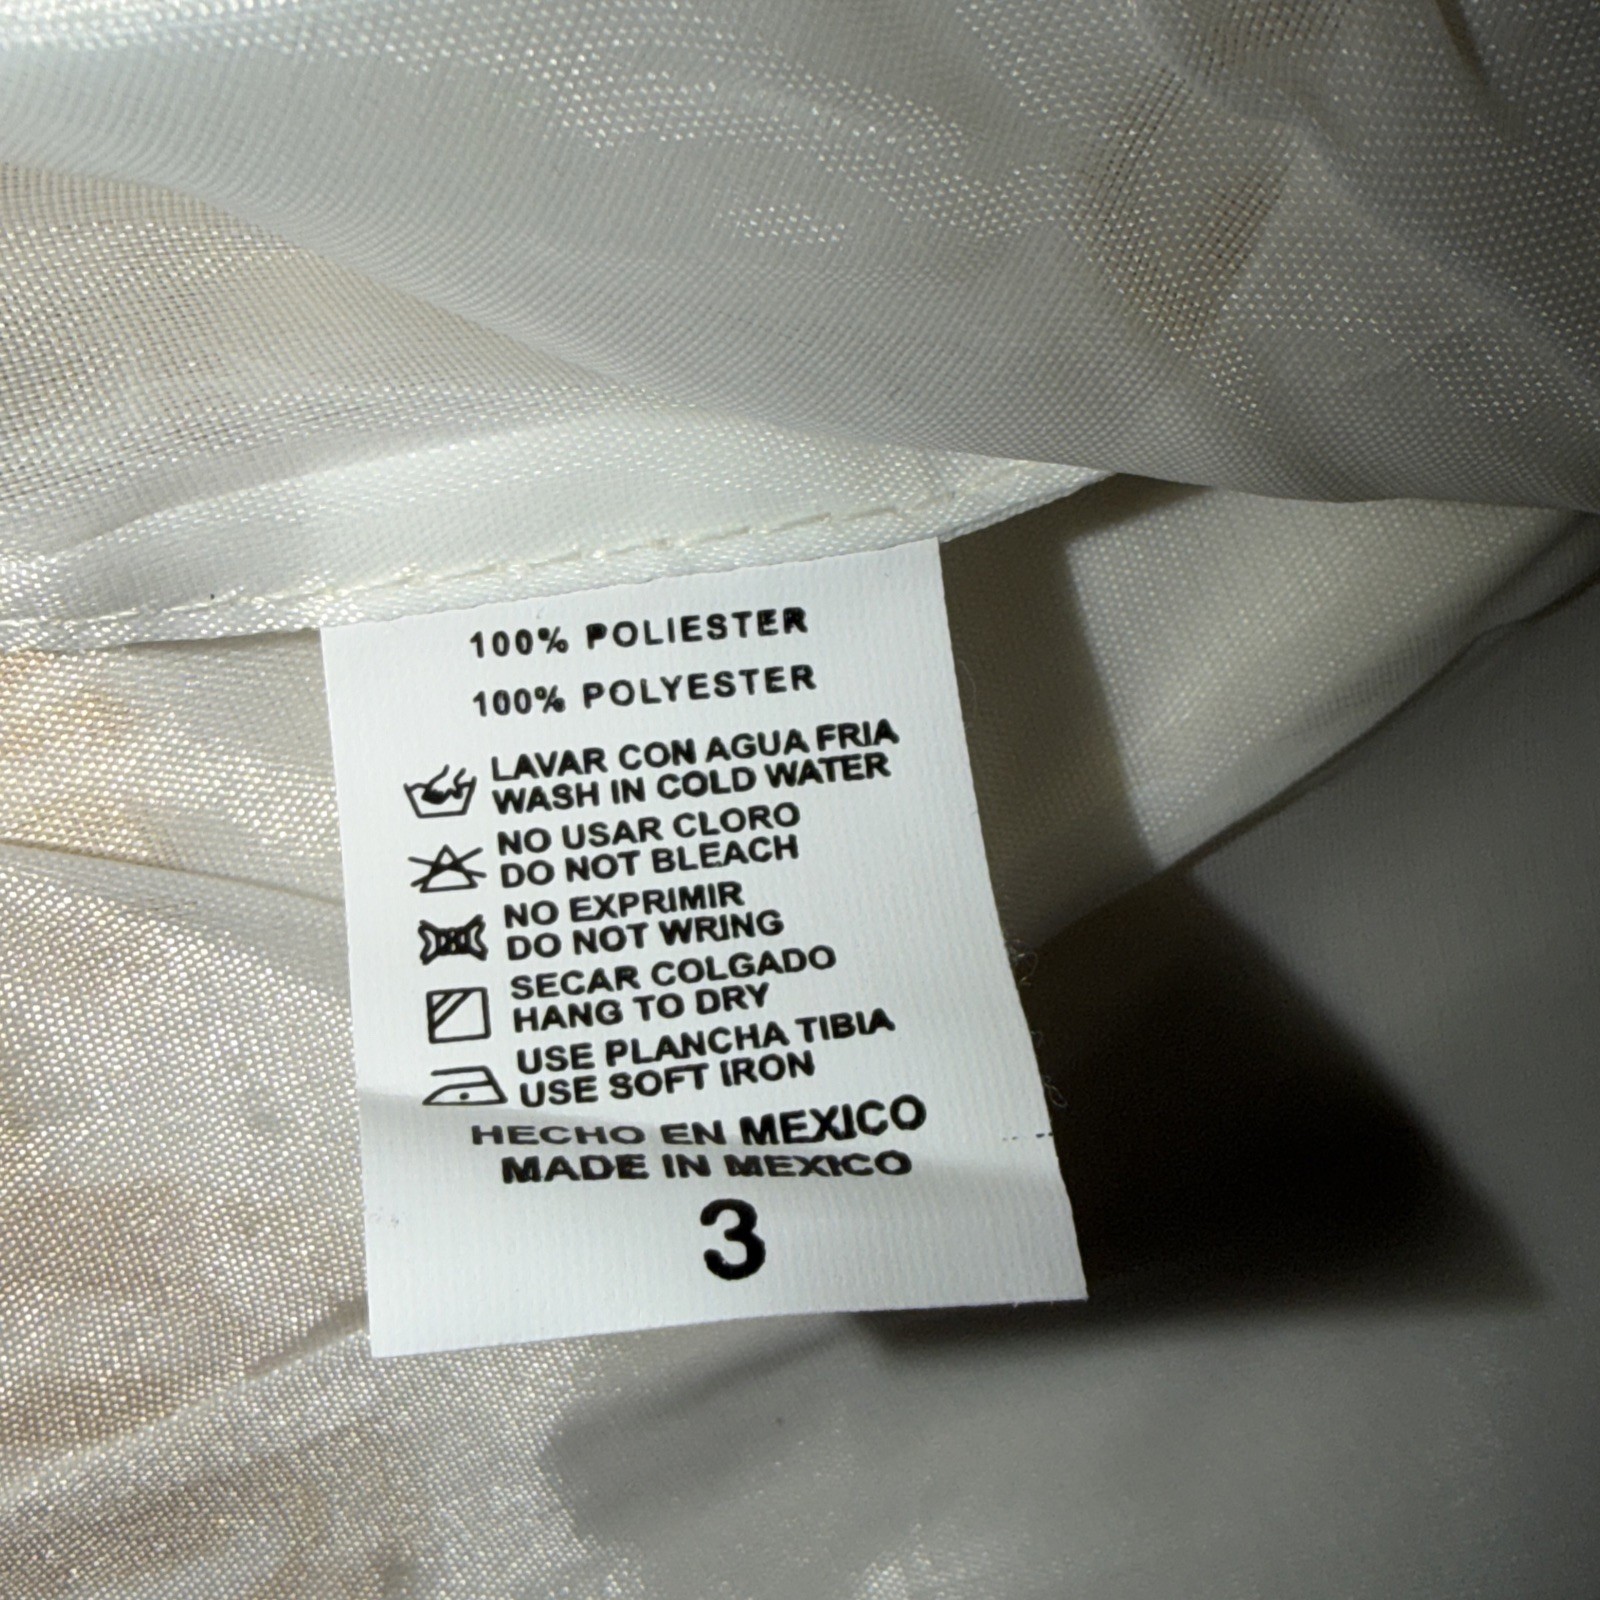 100% POLIESTER
100% POLYESTER
LAVAR CON AGUA FRIA
WASH IN COLD WATER
NO USAR CLORO
DO NOT BLEACH
NO EXPRIMIR
DO NOT WRING
SECAR COLGADO
HANG TO DRY
USE PLANCHA TIBIA
USE SOFT IRON
HECHO EN MEXICO
MADE IN MEXICO
3